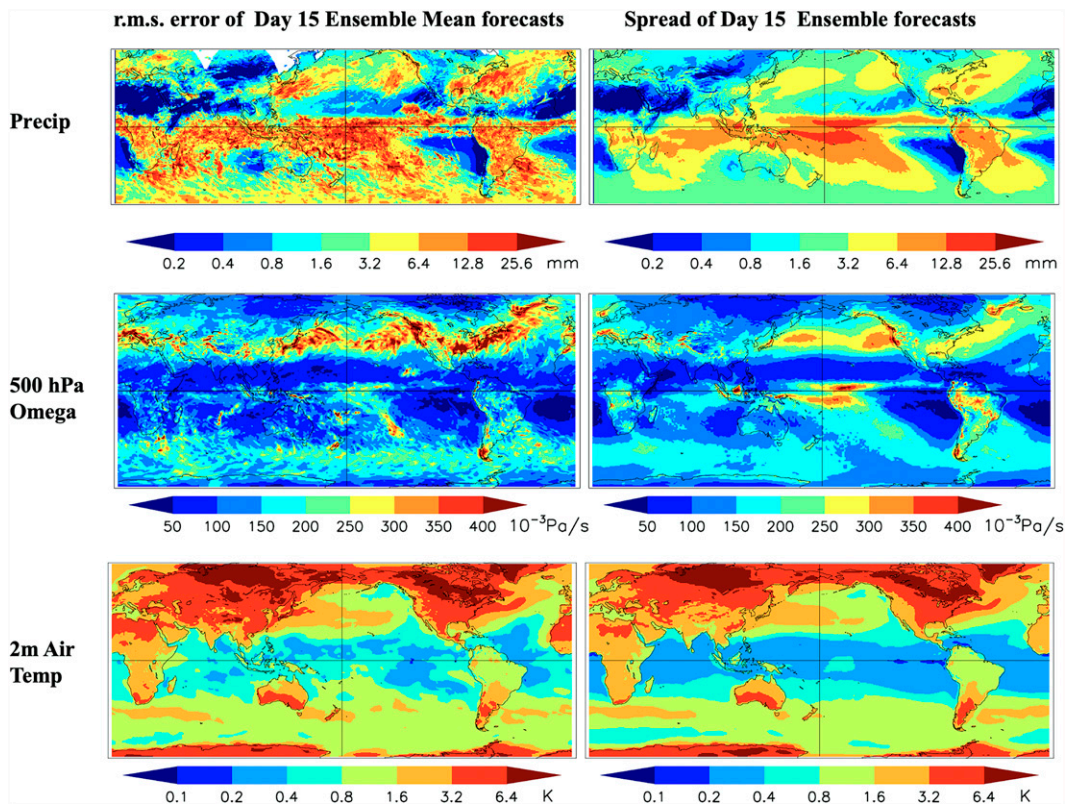 r.m.s. error of Day 15 Ensemble Mean forecasts
Spread of Day 15 Ensemble forecasts
Precip
0.2 0.4 0.8 1.6 3.2 6.4 12.8 25.6 mm
0.2 0.4 0.8 1.6 3.2 6.4 12.8 25.6 mm
500 hPa
Omega
50 100 150 200 250 300 350 400 10⁻³Pa/s
50 100 150 200 250 300 350 400 10⁻³Pa/s
2m Air
Temp
0.1 0.2 0.4 0.8 1.6 3.2 6.4 K
0.1 0.2 0.4 0.8 1.6 3.2 6.4 K